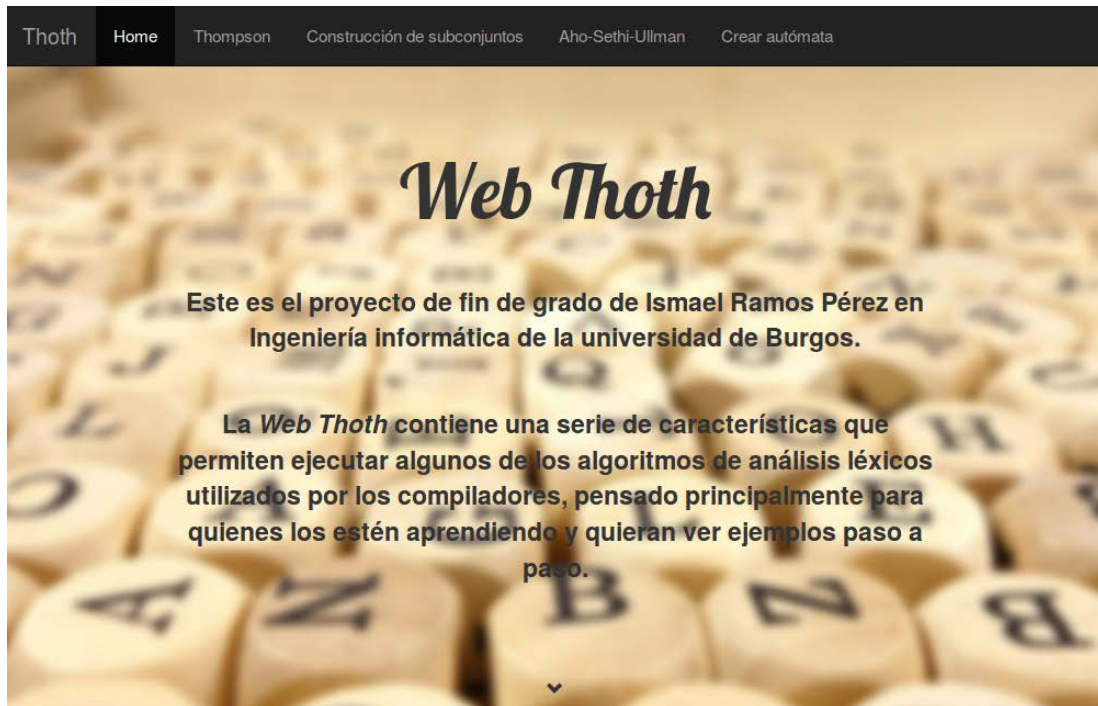 Thoth Home Thompson Construcción de subconjuntos Aho-Sethi-Ullman Crear autómata
Web Thoth
Este es el proyecto de fin de grado de Ismael Ramos Pérez en
Ingeniería informática de la universidad de Burgos.
La Web Thoth contiene una serie de características que
permiten ejecutar algunos de los algoritmos de análisis léxicos
utilizados por los compiladores, pensado principalmente para
quienes los estén aprendiendo y quieran ver ejemplos paso a
paso.
J Q
L H
A N B N B